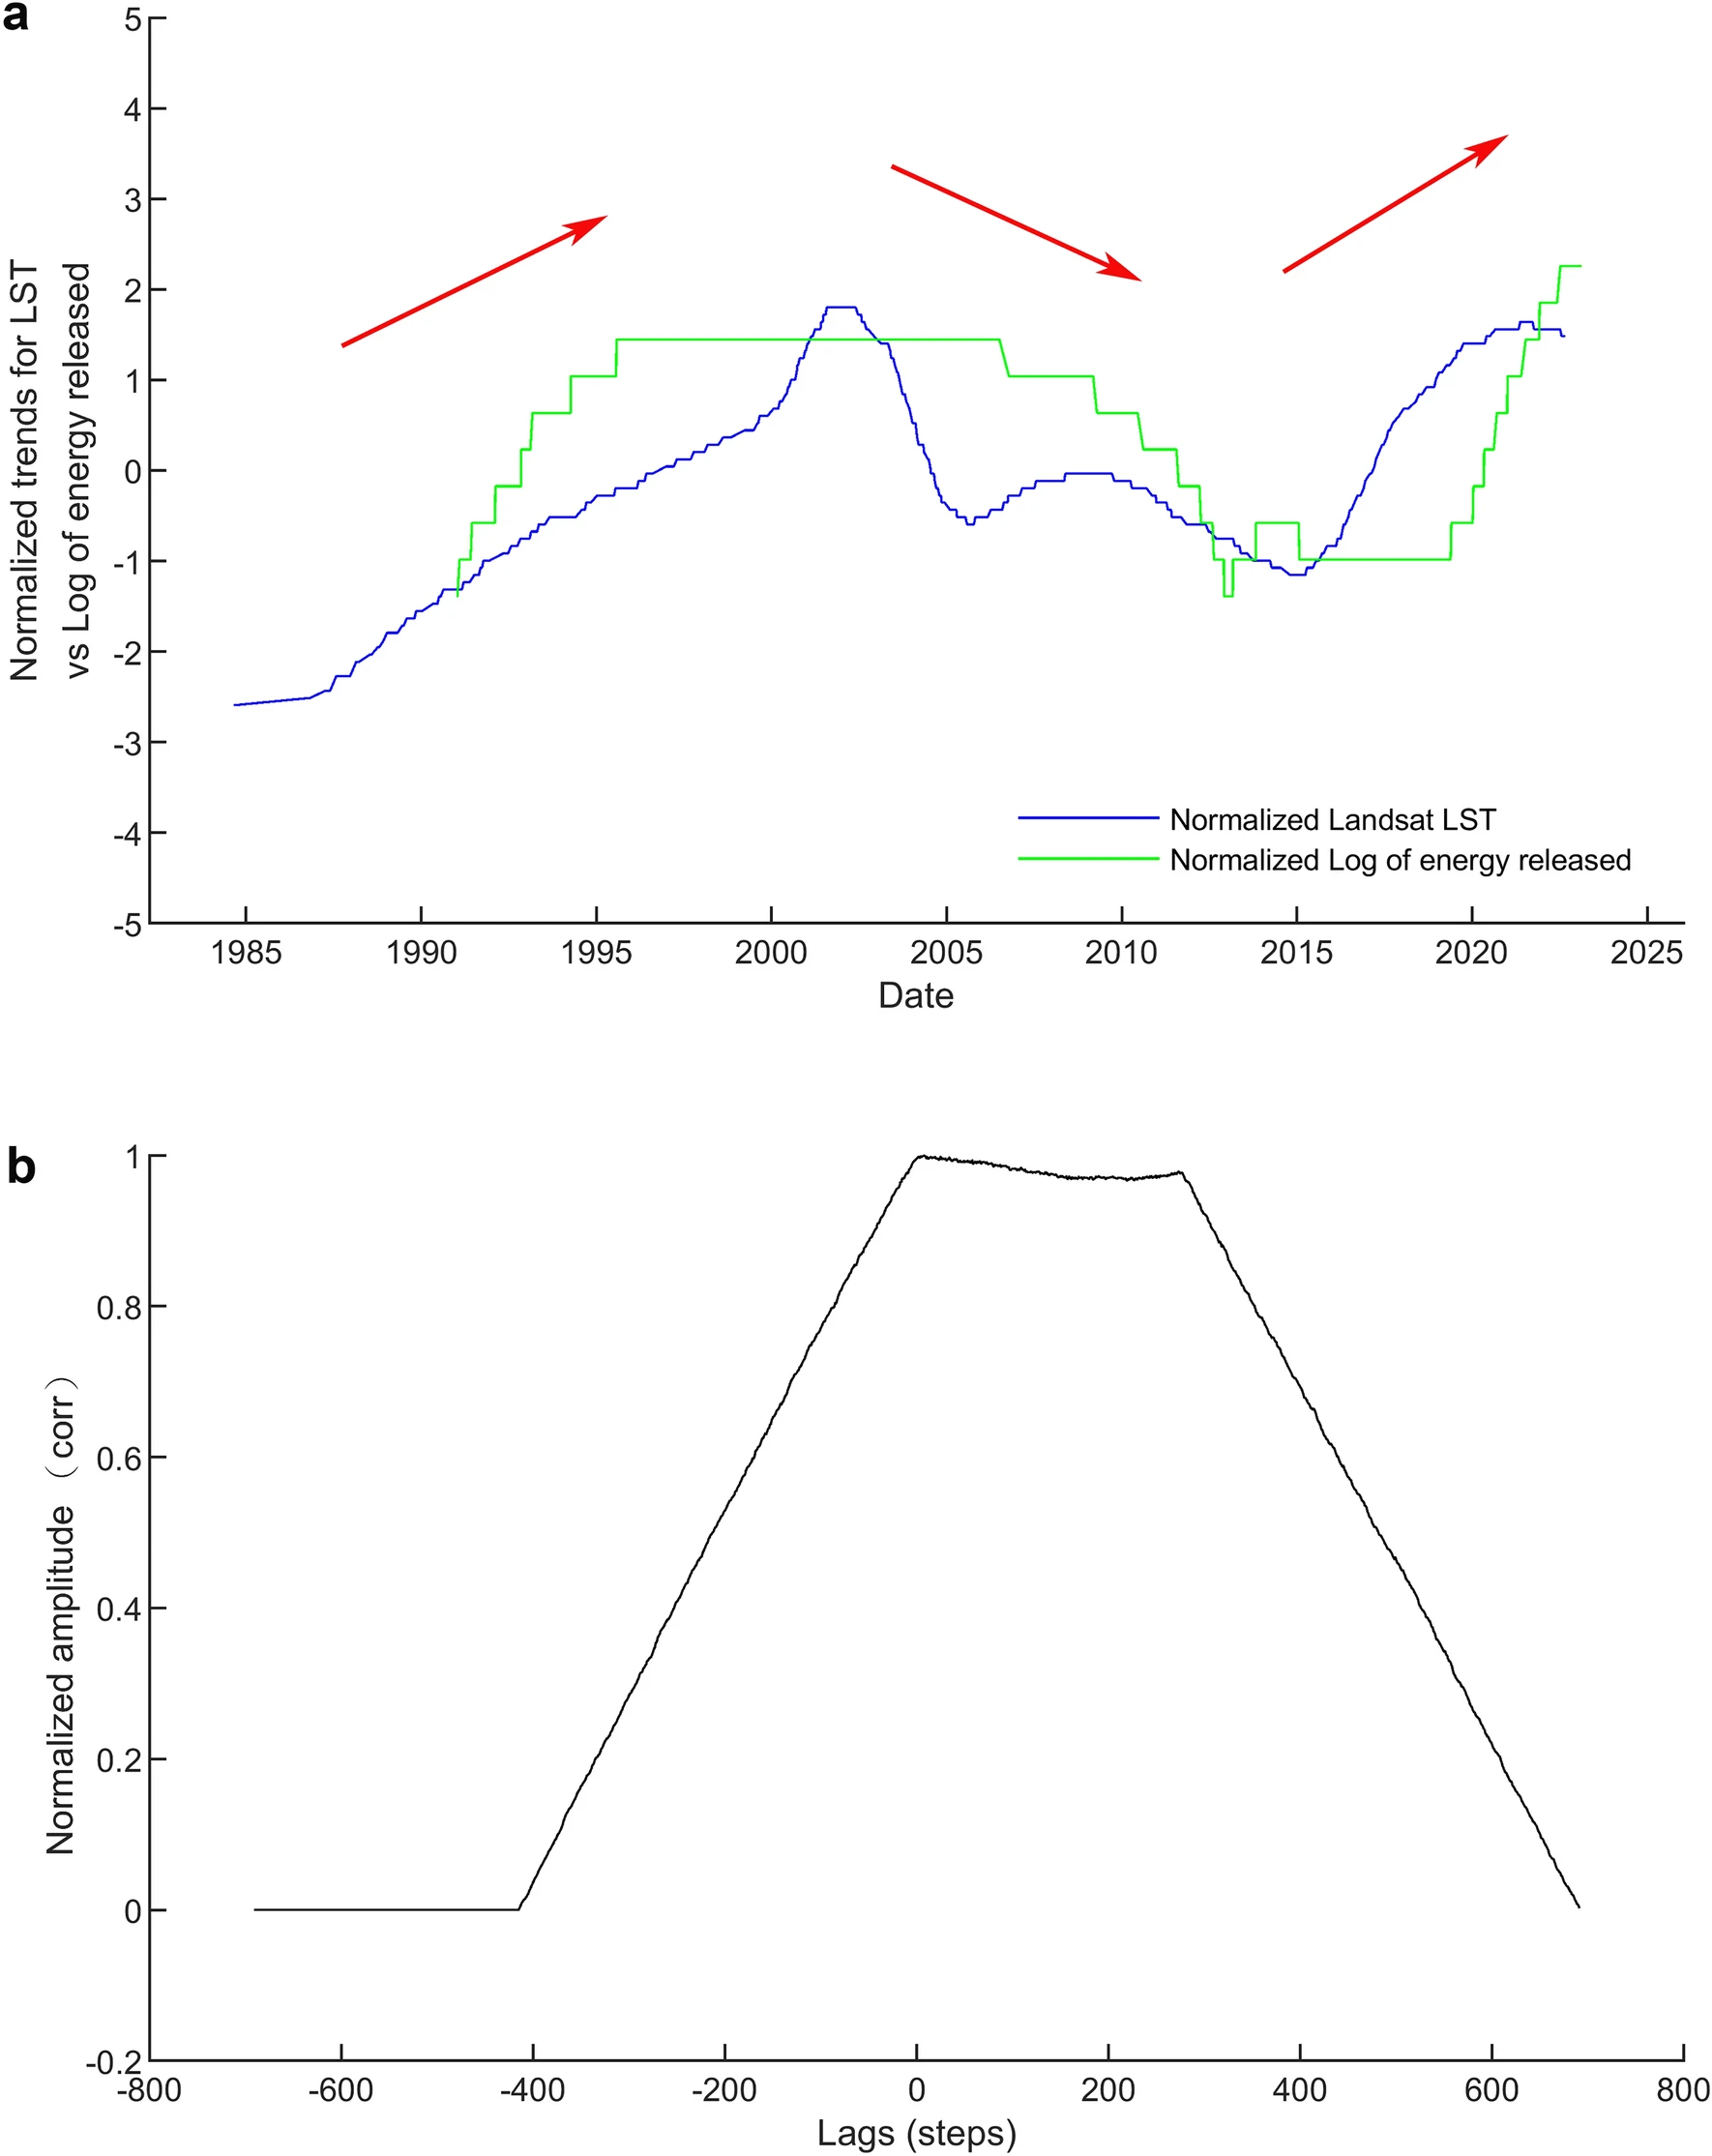 a
5
4
3
2
1
0
-1
-2
-3
-4
-5
Normalized trends for LST
vs Log of energy released
Normalized Landsat LST
Normalized Log of energy released
1985 1990 1995 2000 2005 2010 2015 2020 2025
Date
b
1
0.8
0.6
0.4
0.2
0
-0.2
Normalized amplitude（corr）
-800 -600 -400 -200 0 200 400 600 800
Lags (steps)